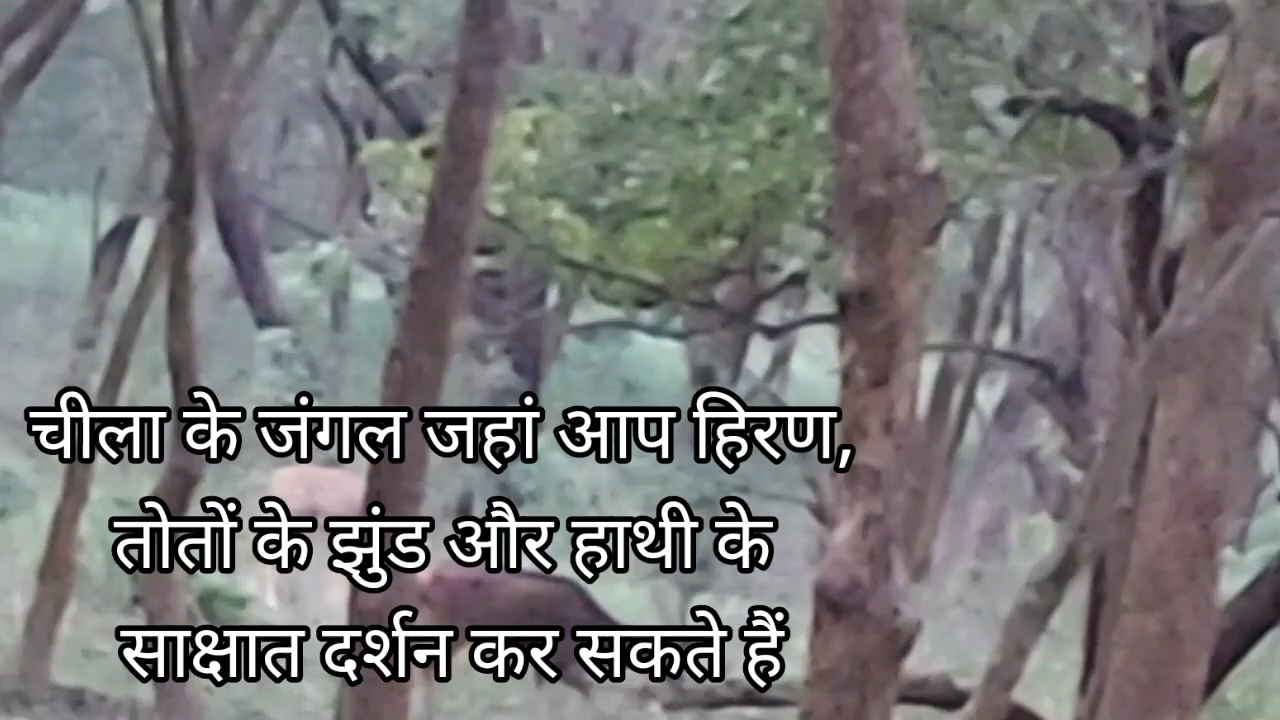 चीला के जंगल जहां आप हिरण,
तोतों के झुंड और हाथी के
साक्षात दर्शन कर सकते हैं